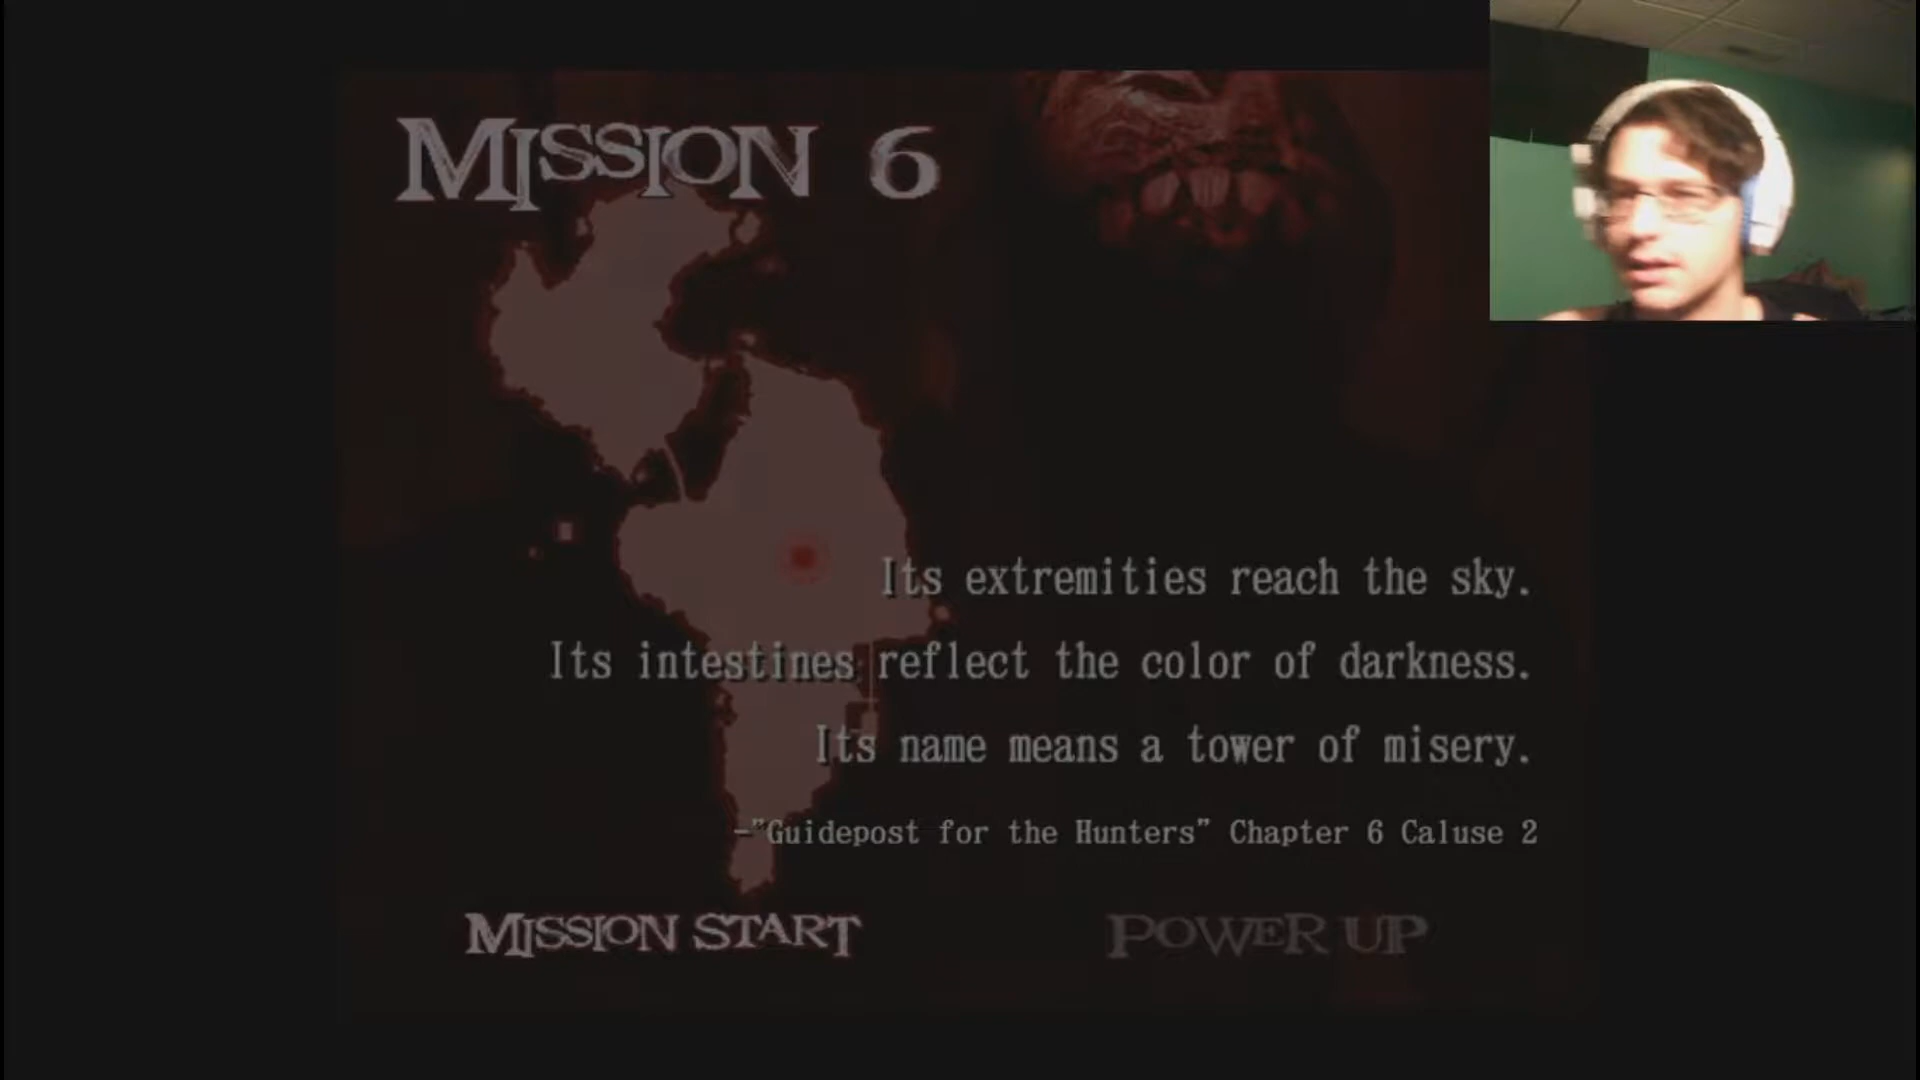 MISSION 6
Its extremities reach the sky.
Its intestines reflect the color of darkness.
Its name means a tower of misery.
-"Guidepost for the Hunters" Chapter 6 Caluse 2
MISSION START
POWER UP